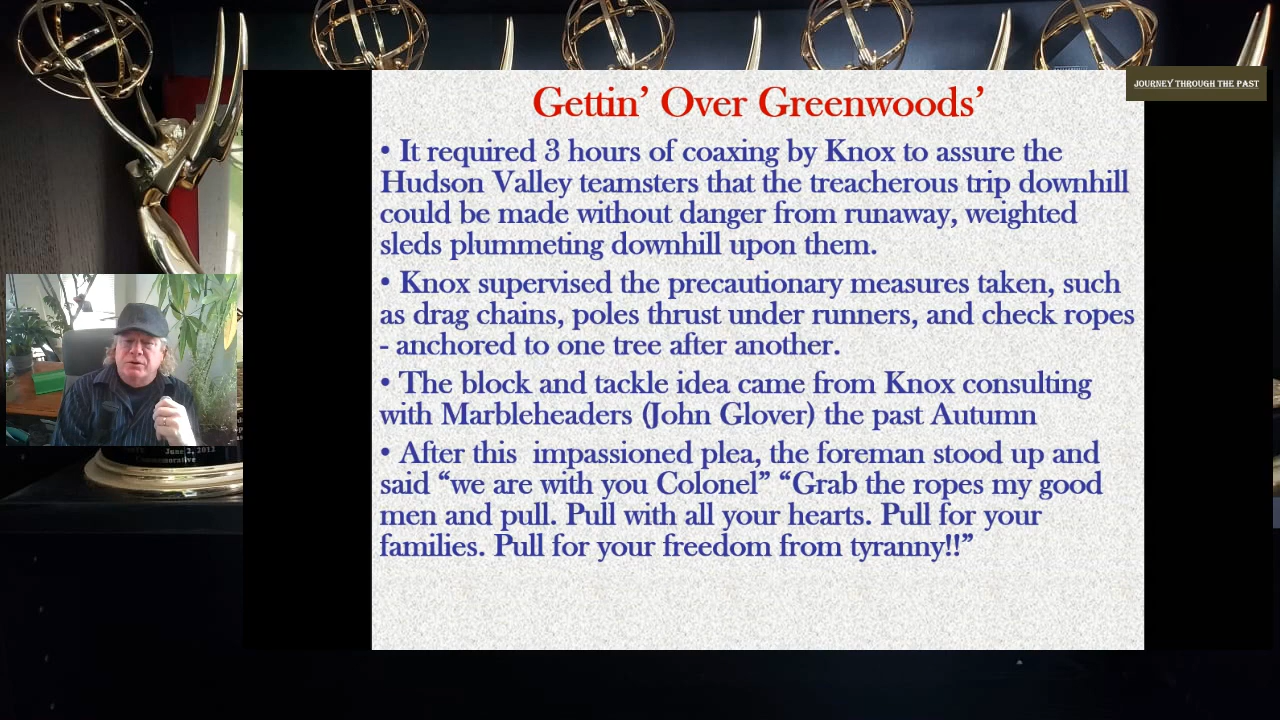 JOURNEY THROUGH THE PAST
Gettin’ Over Greenwoods’
• It required 3 hours of coaxing by Knox to assure the
Hudson Valley teamsters that the treacherous trip downhill
could be made without danger from runaway, weighted
sleds plummeting downhill upon them.
• Knox supervised the precautionary measures taken, such
as drag chains, poles thrust under runners, and check ropes
- anchored to one tree after another.
• The block and tackle idea came from Knox consulting
with Marbleheaders (John Glover) the past Autumn
• After this  impassioned plea, the foreman stood up and
said “we are with you Colonel” “Grab the ropes my good
men and pull. Pull with all your hearts. Pull for your
families. Pull for your freedom from tyranny!!”
June 2, 2012
Commemorative